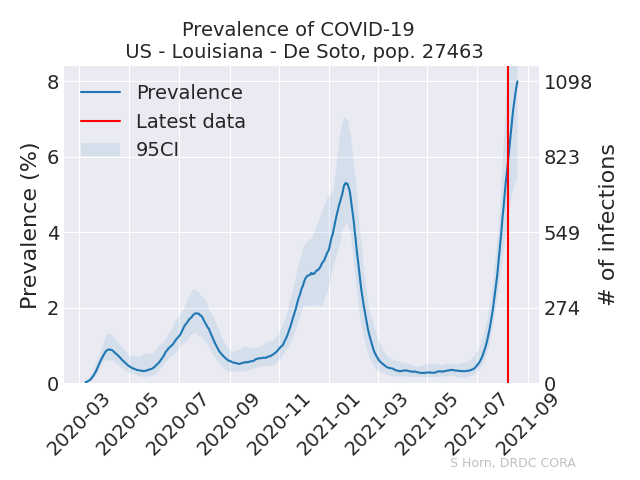 Prevalence of COVID-19
US - Louisiana - De Soto, pop. 27463
Prevalence
Latest data
95CI
Prevalence (%)
8
6
4
2
0
1098
823
549
274
0
# of infections
2020-03
2020-05
2020-07
2020-09
2020-11
2021-01
2021-03
2021-05
2021-07
2021-09
S Horn, DRDC CORA